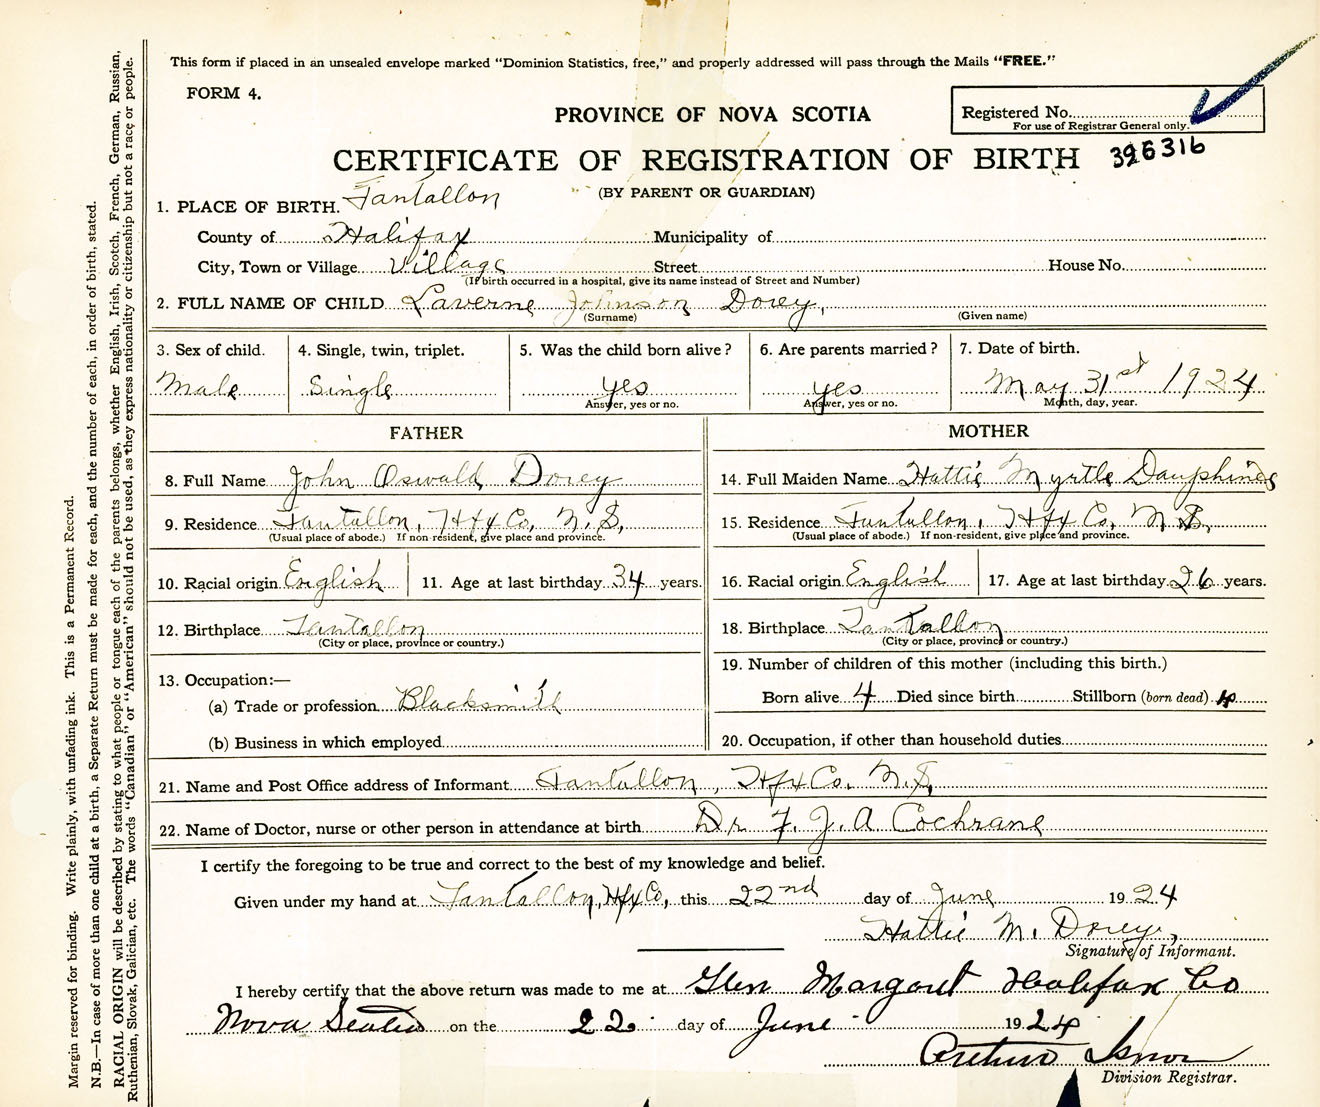 This form if placed in an unsealed envelope marked "Dominion Statistics, free," and properly addressed will pass through the Mails "FREE."
FORM 4.
PROVINCE OF NOVA SCOTIA
Registered No.
For use of Registrar General only.
CERTIFICATE OF REGISTRATION OF BIRTH 396316
(BY PARENT OR GUARDIAN)
1. PLACE OF BIRTH. Tantallon
County of Halifax Municipality of
City, Town or Village Village Street House No.
(If birth occurred in a hospital, give its name instead of Street and Number)
2. FULL NAME OF CHILD Laverne Johnson Dorey,
(Surname) (Given name)
3. Sex of child. 4. Single, twin, triplet. 5. Was the child born alive? 6. Are parents married? 7. Date of birth.
Male Single yes yes May 31st 1924
Answer, yes or no. Answer, yes or no. Month, day, year.
FATHER MOTHER
8. Full Name John Oswald Dorey 14. Full Maiden Name Hattie Myrtle Dauphinee
9. Residence Tantallon, Hfx Co, N.S, 15. Residence Tantallon, Hfx Co, N S,
(Usual place of abode.) If non-resident, give place and province. (Usual place of abode.) If non-resident, give place and province.
10. Racial origin English 11. Age at last birthday 34 years. 16. Racial origin English 17. Age at last birthday 26 years.
12. Birthplace Tantallon 18. Birthplace Tantallon
(City or place, province or country.) (City or place, province or country.)
19. Number of children of this mother (including this birth.)
13. Occupation:—
Born alive 4 Died since birth Stillborn (born dead)
(a) Trade or profession Blacksmith
(b) Business in which employed 20. Occupation, if other than household duties
21. Name and Post Office address of Informant Tantallon, Hfx Co. N.S,
22. Name of Doctor, nurse or other person in attendance at birth Dr F. J. A Cochrane
I certify the foregoing to be true and correct to the best of my knowledge and belief.
Given under my hand at Tantallon, Hfx Co, this 22nd day of June 1924
Hattie M. Dorey,
Signature of Informant.
I hereby certify that the above return was made to me at Glen Margaret Halifax Co
Nova Scotia on the 22 day of June 1924
Arthur Isnor
Division Registrar.
Margin reserved for binding. Write plainly, with unfading ink. This is a Permanent Record.
N.B.—In case of more than one child at a birth, a Separate Return must be made for each, and the number of each, in order of birth, stated.
RACIAL ORIGIN will be described by stating to what people or tongue each of the parents belongs, whether English, Irish, Scotch, French, German, Russian,
Ruthenian, Slovak, Galician, etc. The words "Canadian" or "American" should not be used, as they express nationality or citizenship but not a race or people.